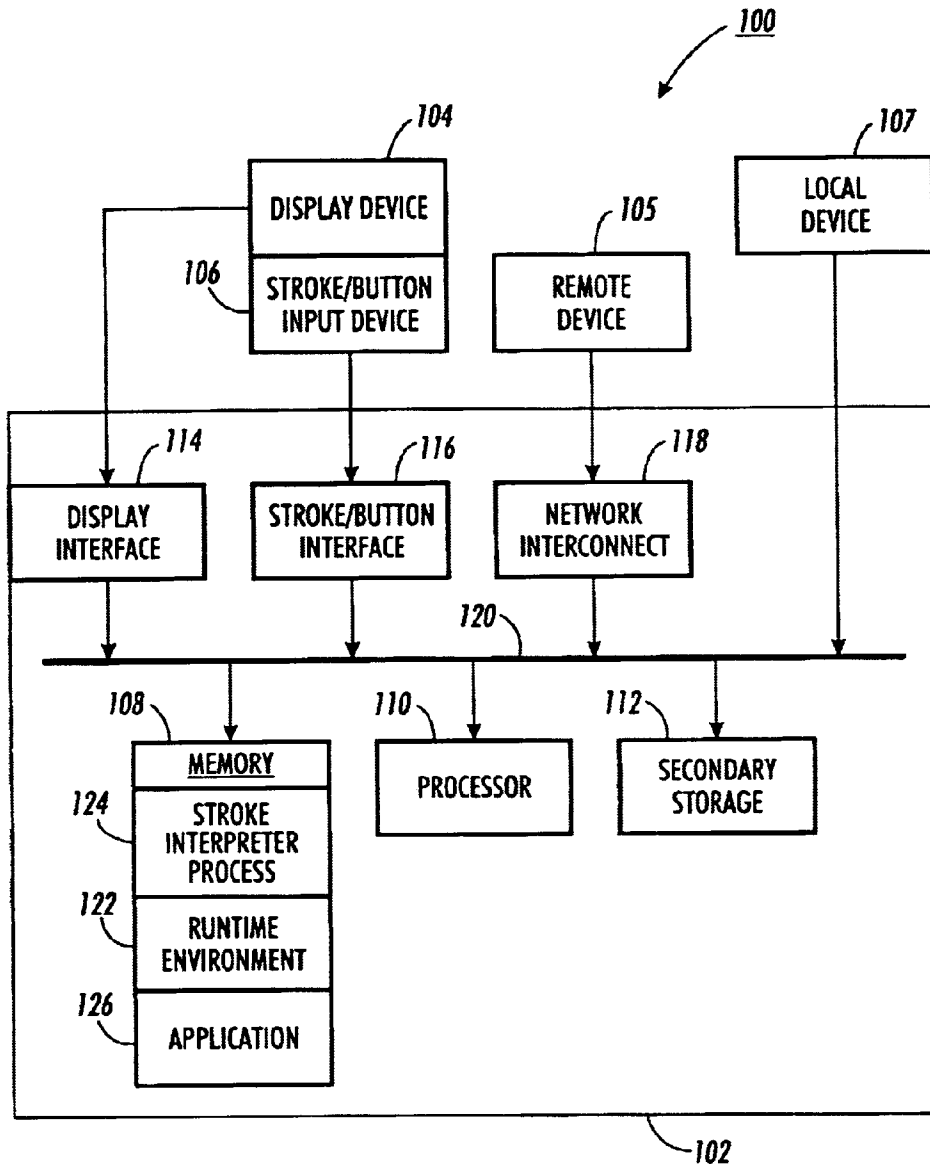 100
104
107
DISPLAY DEVICE
LOCAL
DEVICE
105
106
STROKE/BUTTON
INPUT DEVICE
REMOTE
DEVICE
114
116
118
DISPLAY
INTERFACE
STROKE/BUTTON
INTERFACE
NETWORK
INTERCONNECT
120
108
110
112
MEMORY
PROCESSOR
SECONDARY
STORAGE
124
STROKE
INTERPRETER
PROCESS
122
RUNTIME
ENVIRONMENT
126
APPLICATION
102